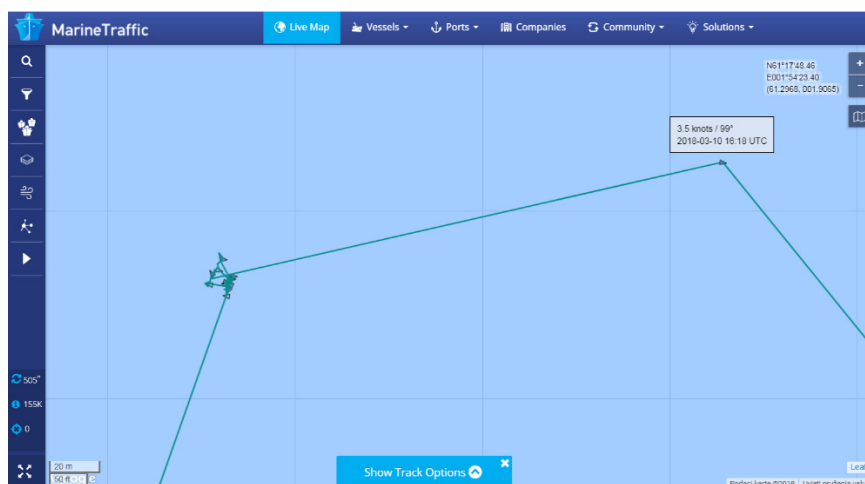 MarineTraffic
Live Map
Vessels
Ports
Companies
Community
Solutions
N61°17'48.46
E001°54'23.40
(61.2968, 001.9065)
3.5 knots / 99°
2018-03-10 16:18 UTC
505"
155K
0
20 m
50 ft
Show Track Options
Leaf